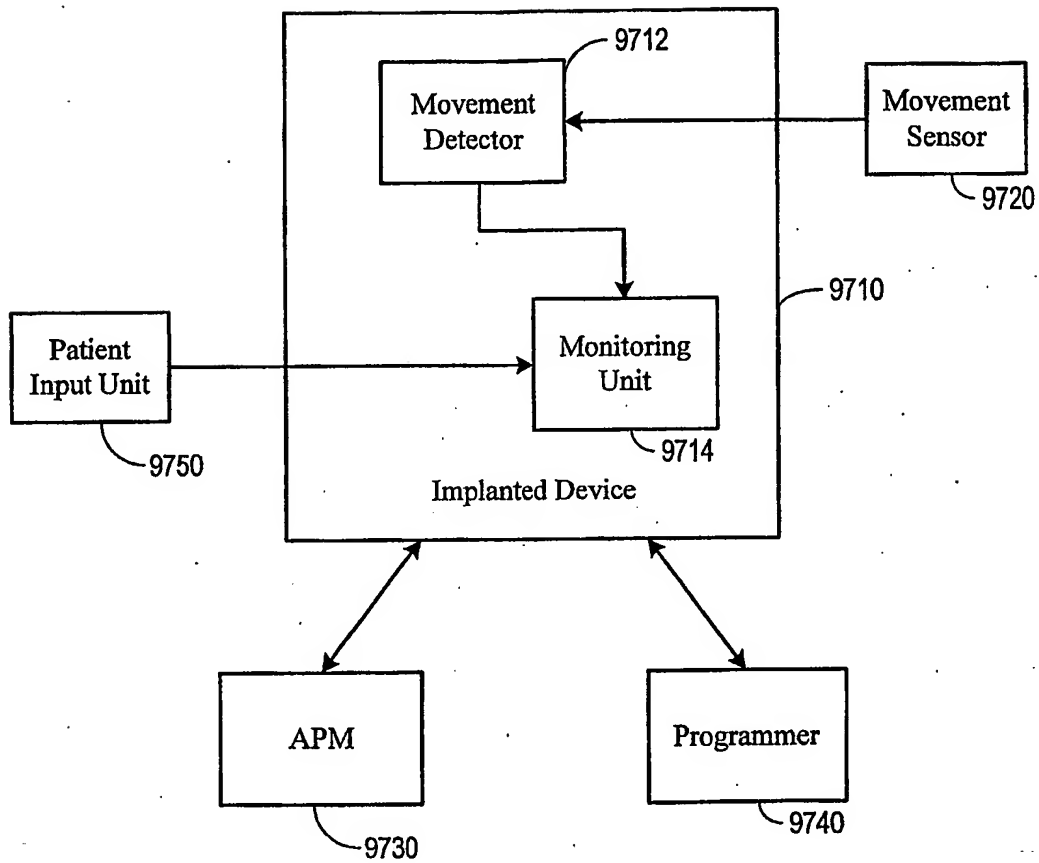 9712
Movement
Detector
Movement
Sensor
9720
9710
Patient
Input Unit
9750
Monitoring
Unit
9714
Implanted Device
APM
9730
Programmer
9740